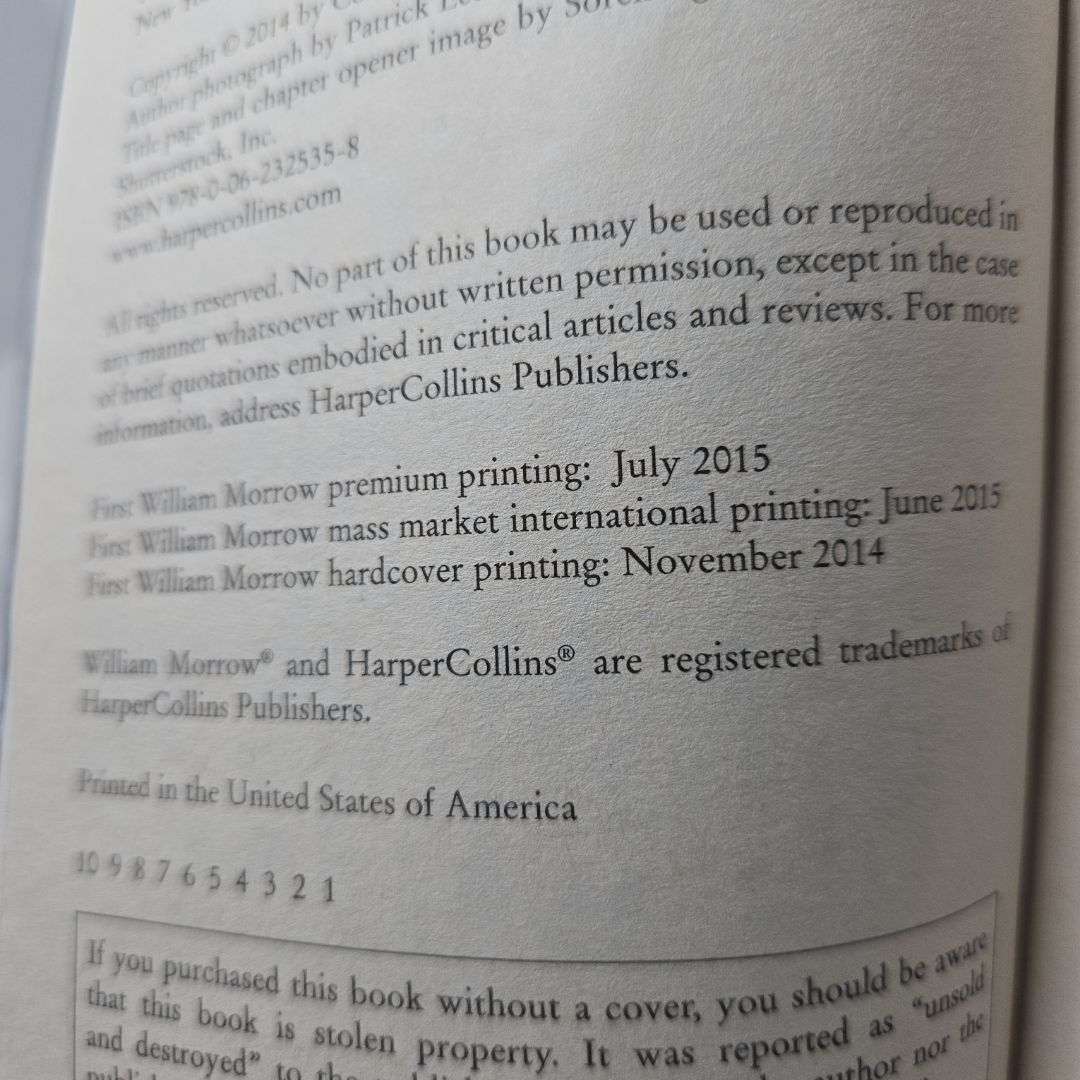 New
Copyright © 2014 by
Author photograph by Patrick
Title page and chapter opener image by
Shutterstock, Inc.
ISBN 978-0-06-232535-8
www.harpercollins.com
All rights reserved. No part of this book may be used or reproduced in
any manner whatsoever without written permission, except in the case
of brief quotations embodied in critical articles and reviews. For more
information, address HarperCollins Publishers.
First William Morrow premium printing: July 2015
First William Morrow mass market international printing: June 2015
First William Morrow hardcover printing: November 2014
William Morrow® and HarperCollins® are registered trademarks of
HarperCollins Publishers.
Printed in the United States of America
10 9 8 7 6 5 4 3 2 1
If you purchased this book without a cover, you should be aware
that this book is stolen property. It was reported as “unsold
and destroyed” to the
author nor the